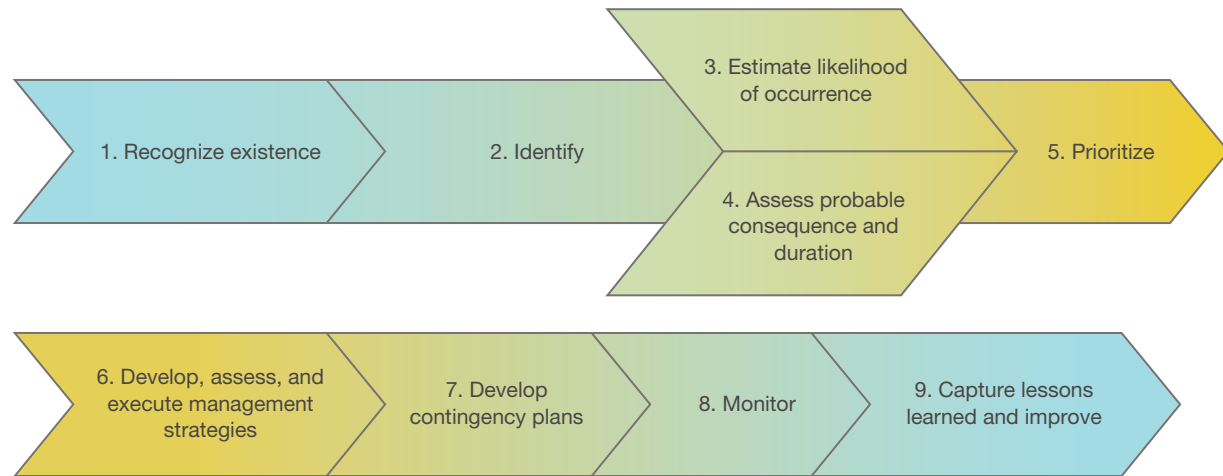 1. Recognize existence
2. Identify
3. Estimate likelihood
of occurrence
4. Assess probable
consequence and
duration
5. Prioritize
6. Develop, assess, and
execute management
strategies
7. Develop
contingency plans
8. Monitor
9. Capture lessons
learned and improve